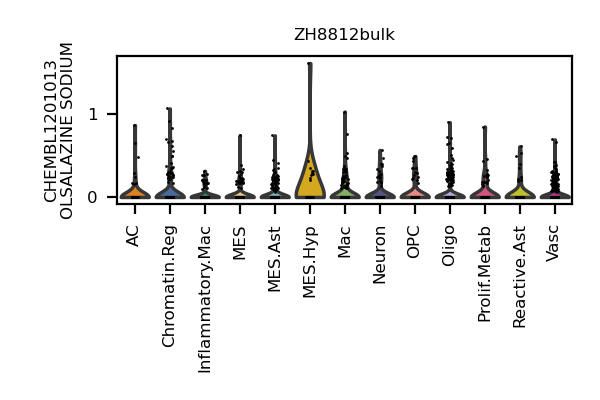 ZH8812bulk
CHEMBL1201013
OLSALAZINE SODIUM
1
0
AC
Chromatin.Reg
Inflammatory.Mac
MES
MES.Ast
MES.Hyp
Mac
Neuron
OPC
Oligo
Prolif.Metab
Reactive.Ast
Vasc